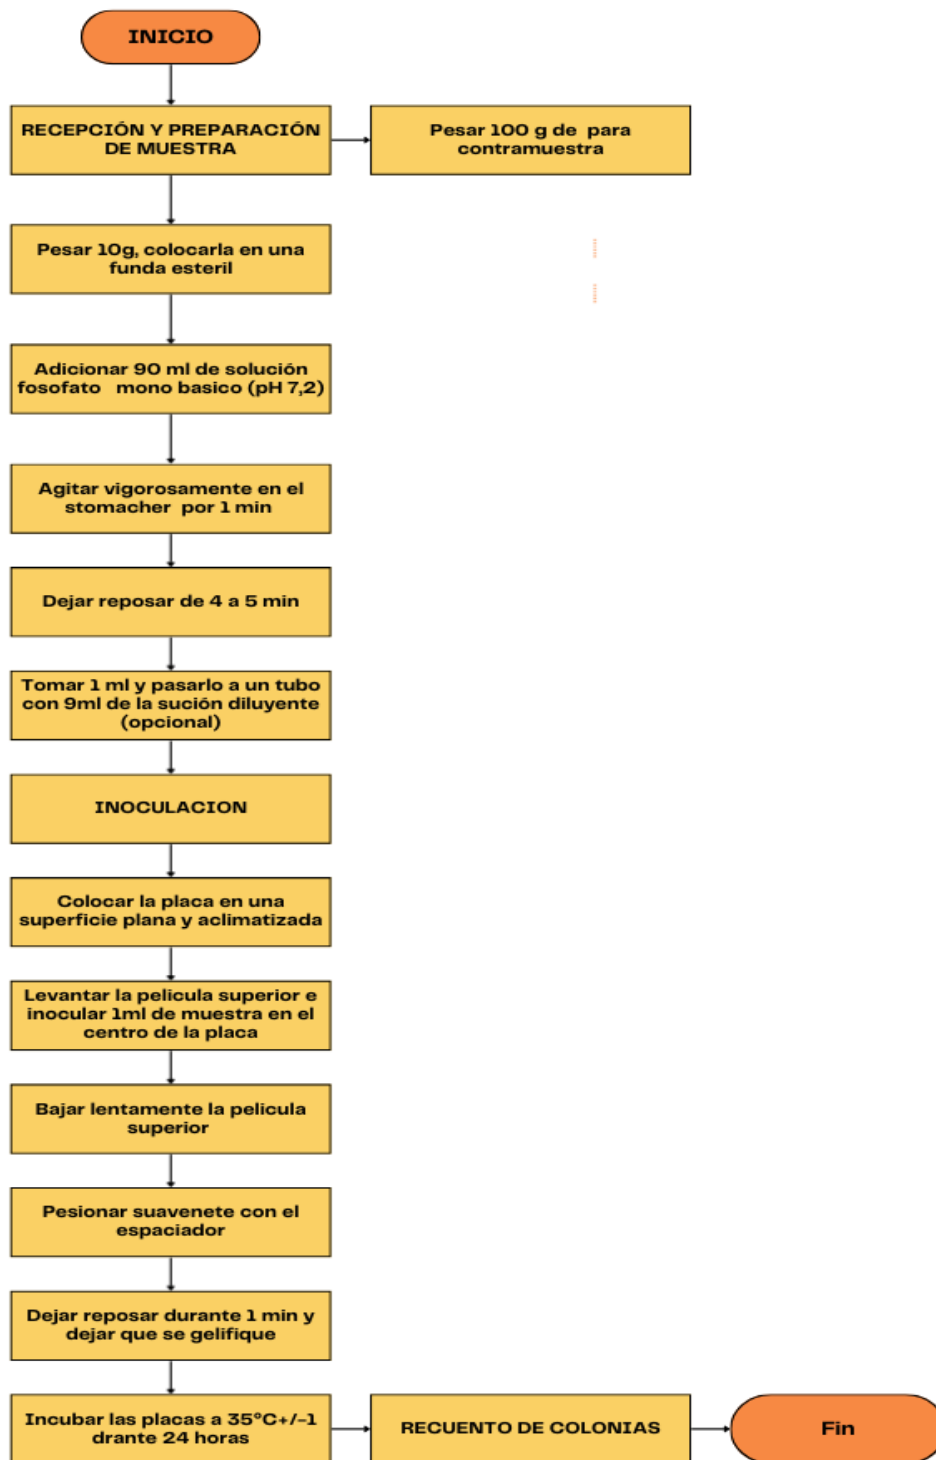 INICIO
RECEPCIÓN Y PREPARACIÓN
DE MUESTRA
Pesar 100 g de  para
contramuestra
Pesar 10g, colocarla en una
funda esteril
Adicionar 90 ml de solución
fosofato   mono basico (pH 7,2)
Agitar vigorosamente en el
stomacher  por 1 min
Dejar reposar de 4 a 5 min
Tomar 1 ml y pasarlo a un tubo
con 9ml de la sución diluyente
(opcional)
INOCULACION
Colocar la placa en una
superficie plana y aclimatizada
Levantar la pelicula superior e
inocular 1ml de muestra en el
centro de la placa
Bajar lentamente la pelicula
superior
Pesionar suavenete con el
espaciador
Dejar reposar durante 1 min y
dejar que se gelifique
Incubar las placas a 35°C+/-1
drante 24 horas
RECUENTO DE COLONIAS
Fin